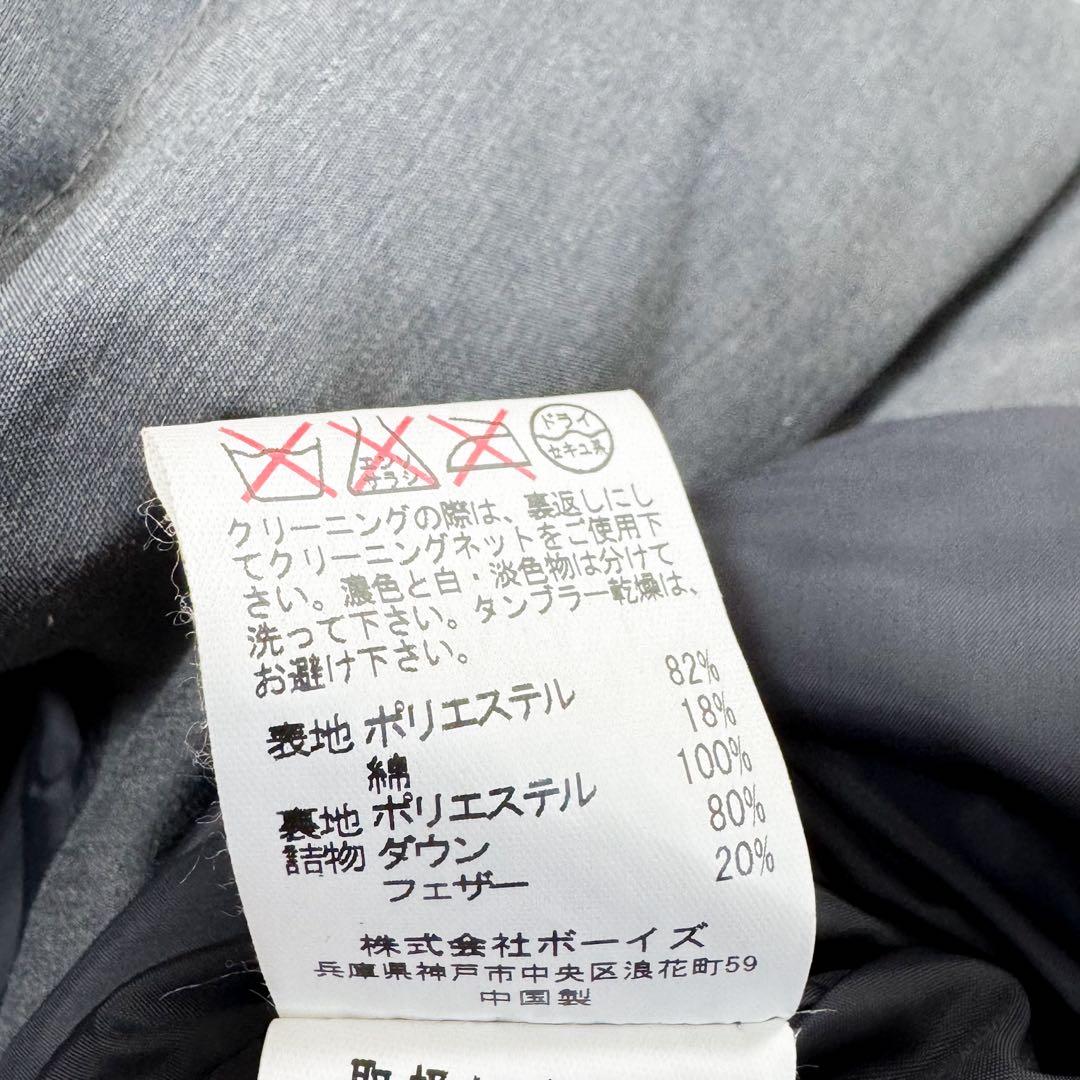 エンソ
サラシ
ドライ
セキユ系
クリーニングの際は、裏返しにし
てクリーニングネットをご使用下
さい。濃色と白・淡色物は分けて
洗って下さい。タンブラー乾燥は、
お避け下さい。
表地 ポリエステル 82%
綿 18%
裏地 ポリエステル 100%
詰物 ダウン 80%
フェザー 20%
株式会社ボーイズ
兵庫県神戸市中央区浪花町59
中国製
取扱